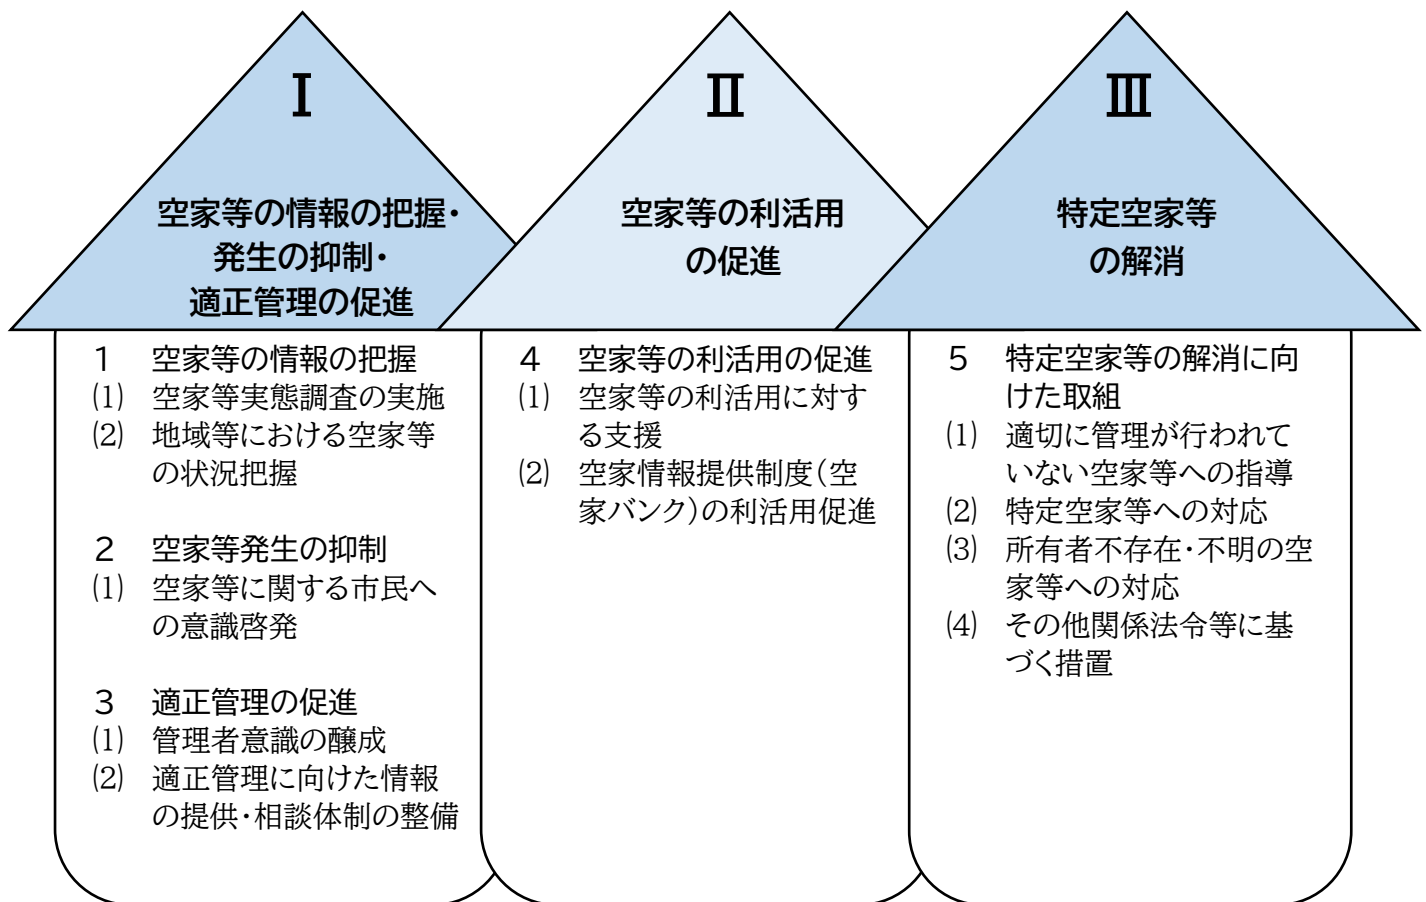 Ⅰ
空家等の情報の把握・
発生の抑制・
適正管理の促進
1 空家等の情報の把握
(1) 空家等実態調査の実施
(2) 地域等における空家等
の状況把握
2 空家等発生の抑制
(1) 空家等に関する市民へ
の意識啓発
3 適正管理の促進
(1) 管理者意識の醸成
(2) 適正管理に向けた情報
の提供・相談体制の整備
Ⅱ
空家等の利活用
の促進
4 空家等の利活用の促進
(1) 空家等の利活用に対す
る支援
(2) 空家情報提供制度(空
家バンク)の利活用促進
Ⅲ
特定空家等
の解消
5 特定空家等の解消に向
けた取組
(1) 適切に管理が行われて
いない空家等への指導
(2) 特定空家等への対応
(3) 所有者不存在・不明の空
家等への対応
(4) その他関係法令等に基
づく措置